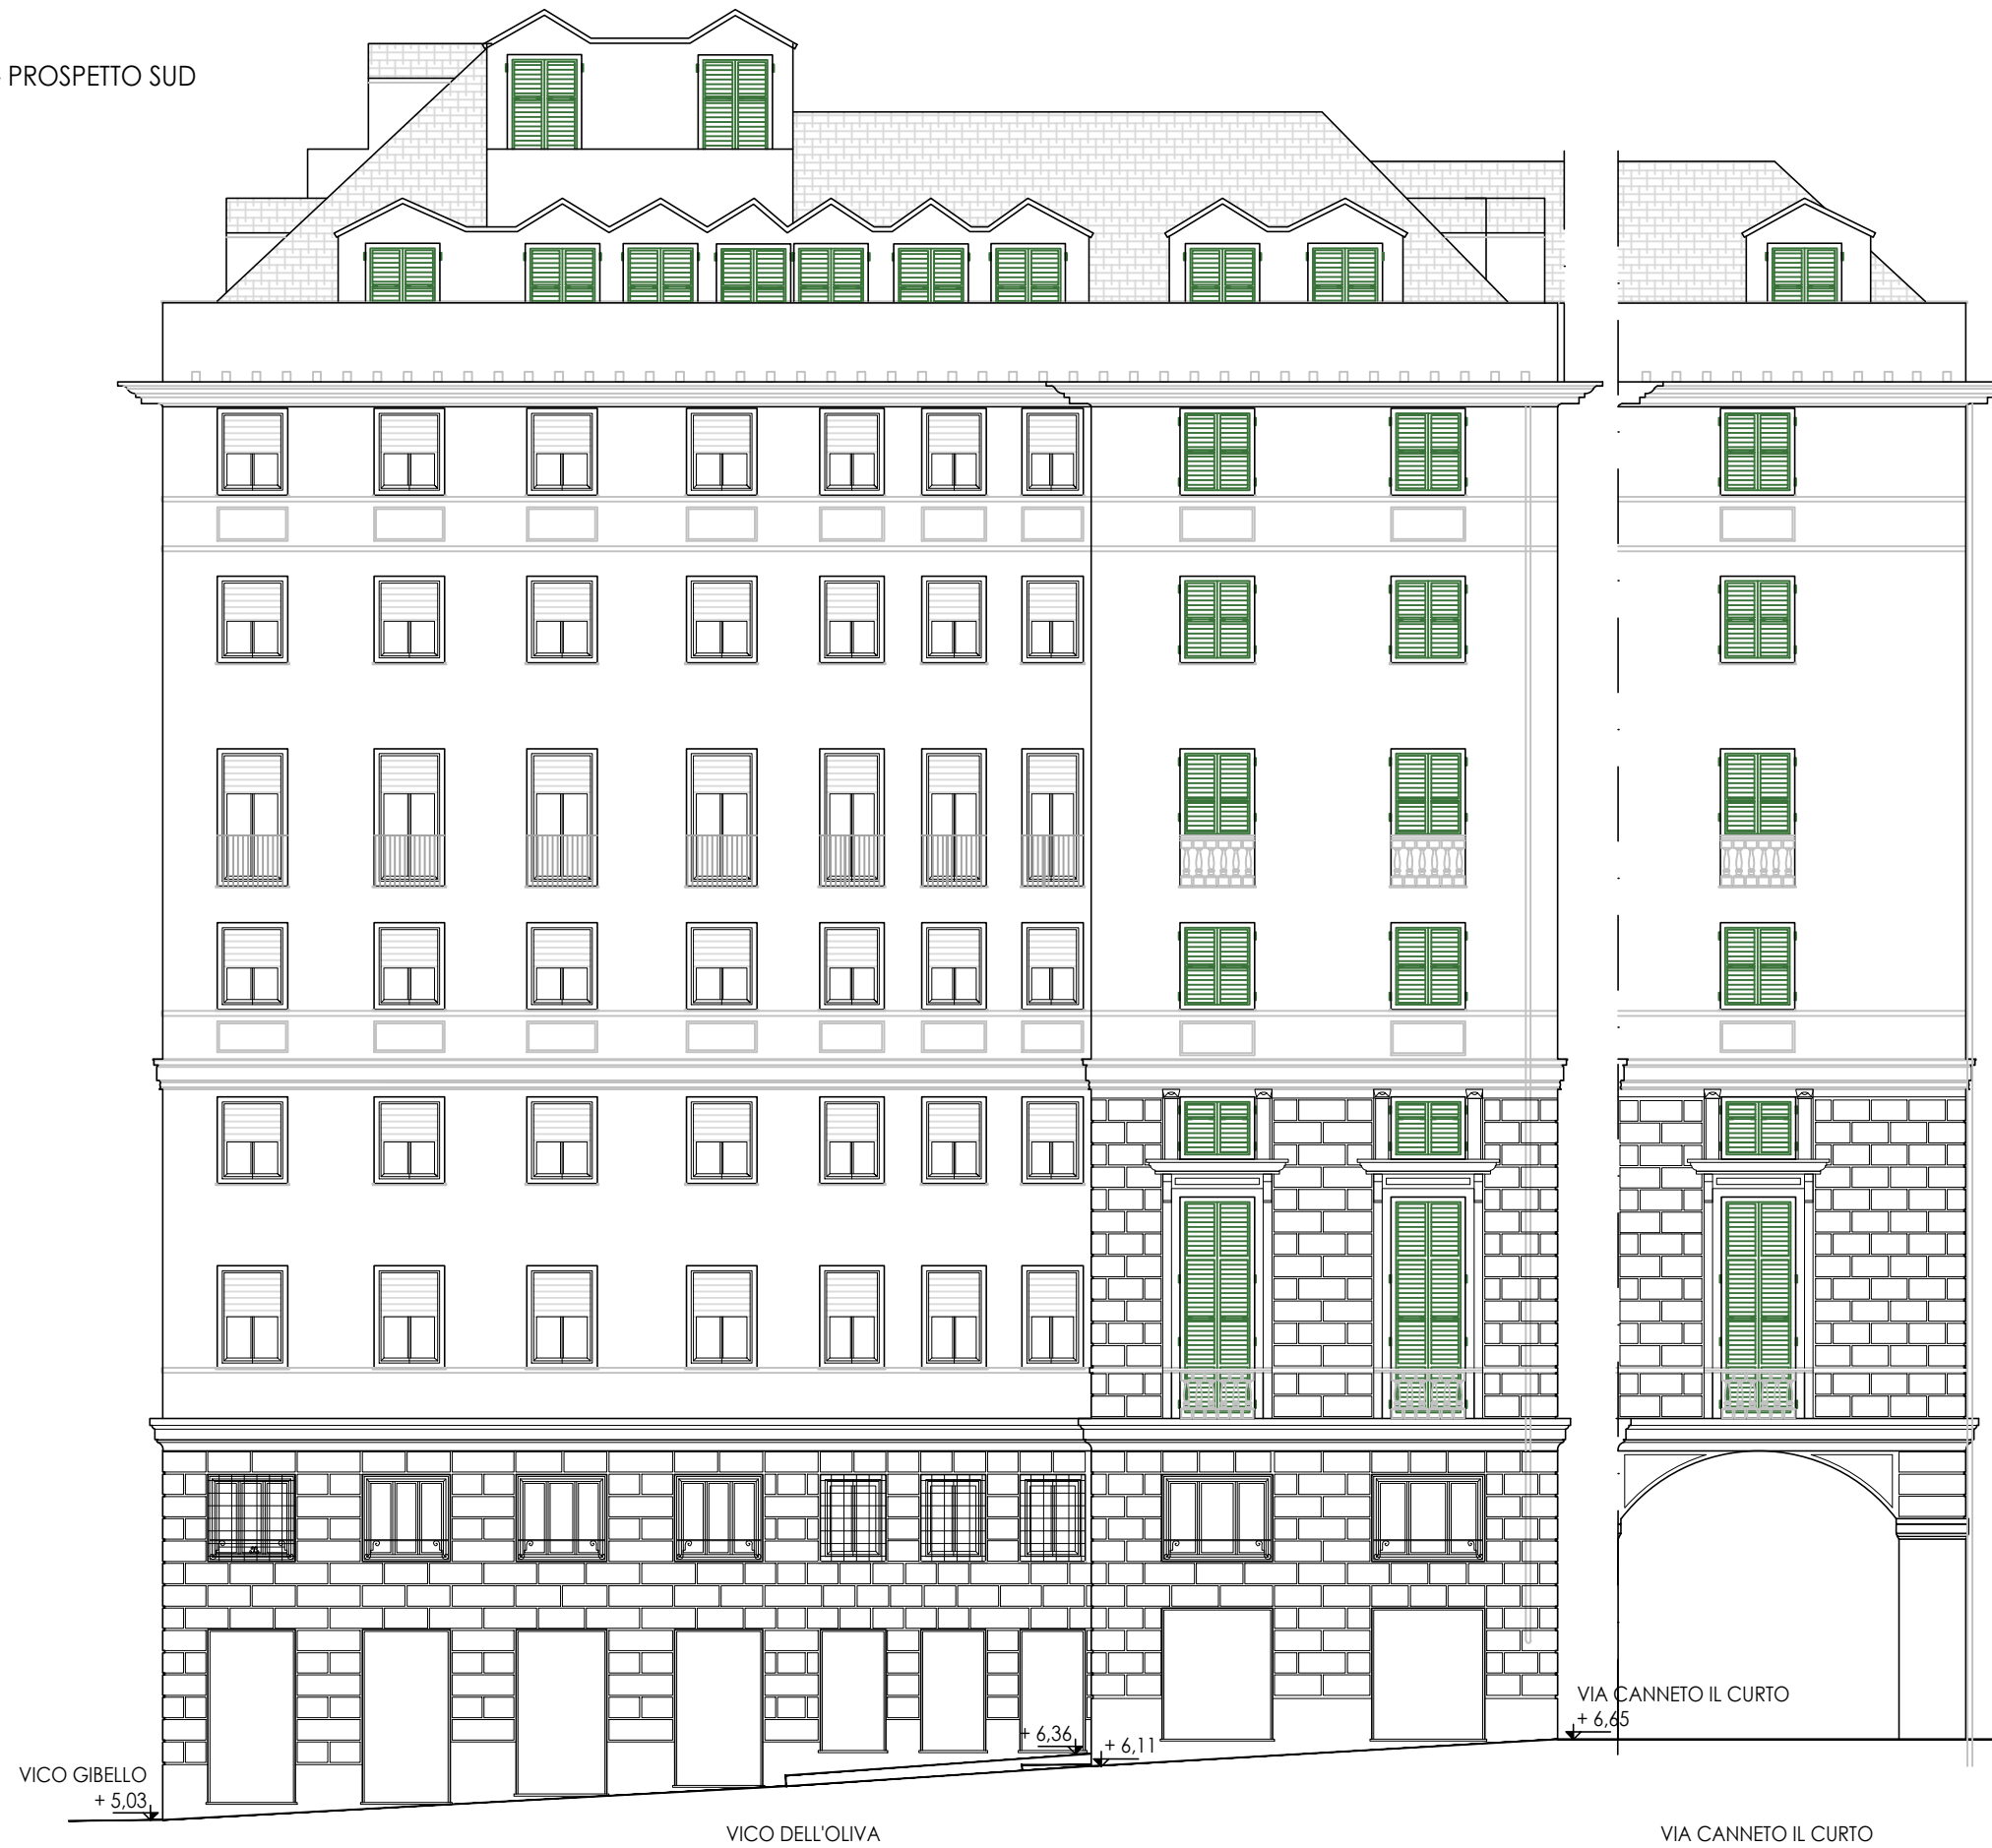 PROSPETTO SUD
VIA CANNETO IL CURTO
+ 6,65
+ 6,36
+ 6,11
VICO GIBELLO
+ 5,03
VICO DELL'OLIVA
VIA CANNETO IL CURTO